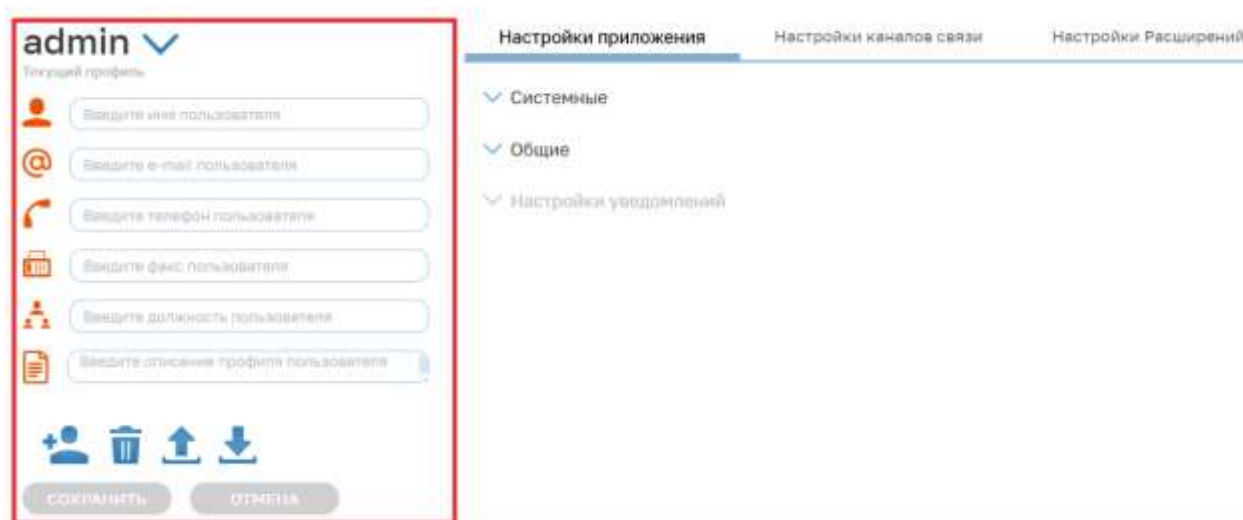 admin
Текущий профиль
Введите имя пользователя
Введите e-mail пользователя
Введите телефон пользователя
Введите факс пользователя
Введите должность пользователя
Введите описание профиля пользователя
СОХРАНИТЬ ОТМЕНА
Настройки приложения Настройки каналов связи Настройки Расширений
Системные
Общие
Настройки уведомлений